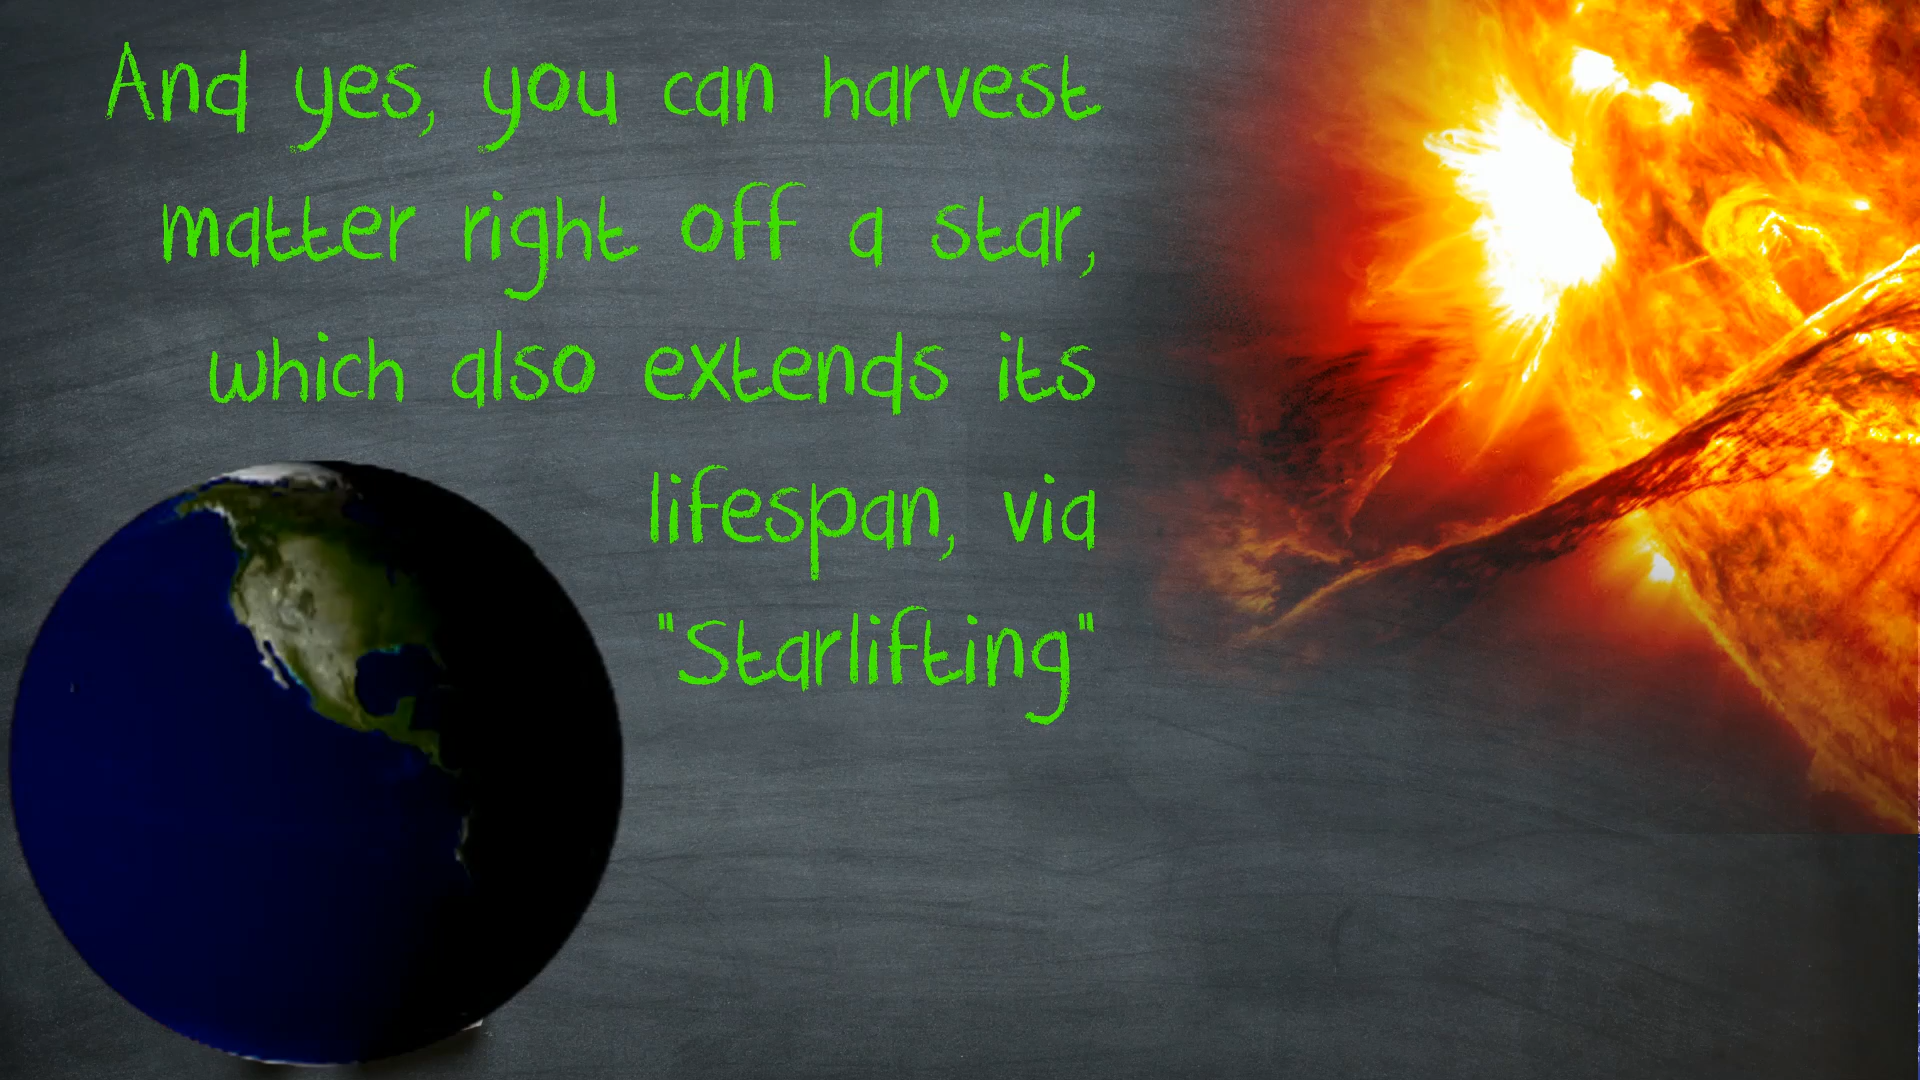 And yes, you can harvest
matter right off a star,
which also extends its
lifespan, via
"Starlifting"